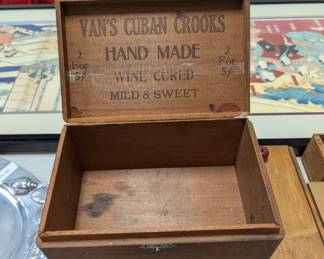 VAN'S CUBAN CROOKS
2 For 5¢
HAND MADE
2 For 5¢
WINE CURED
MILD & SWEET